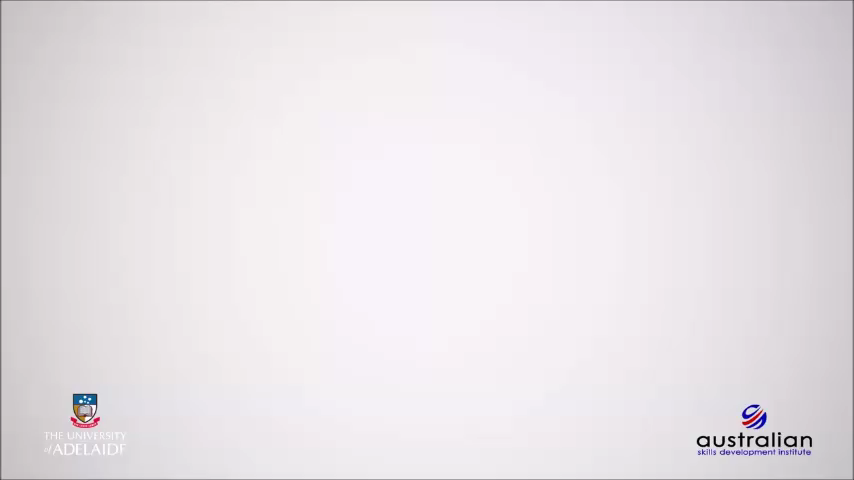 THE UNIVERSITY
of ADELAIDE
australian
skills development institute